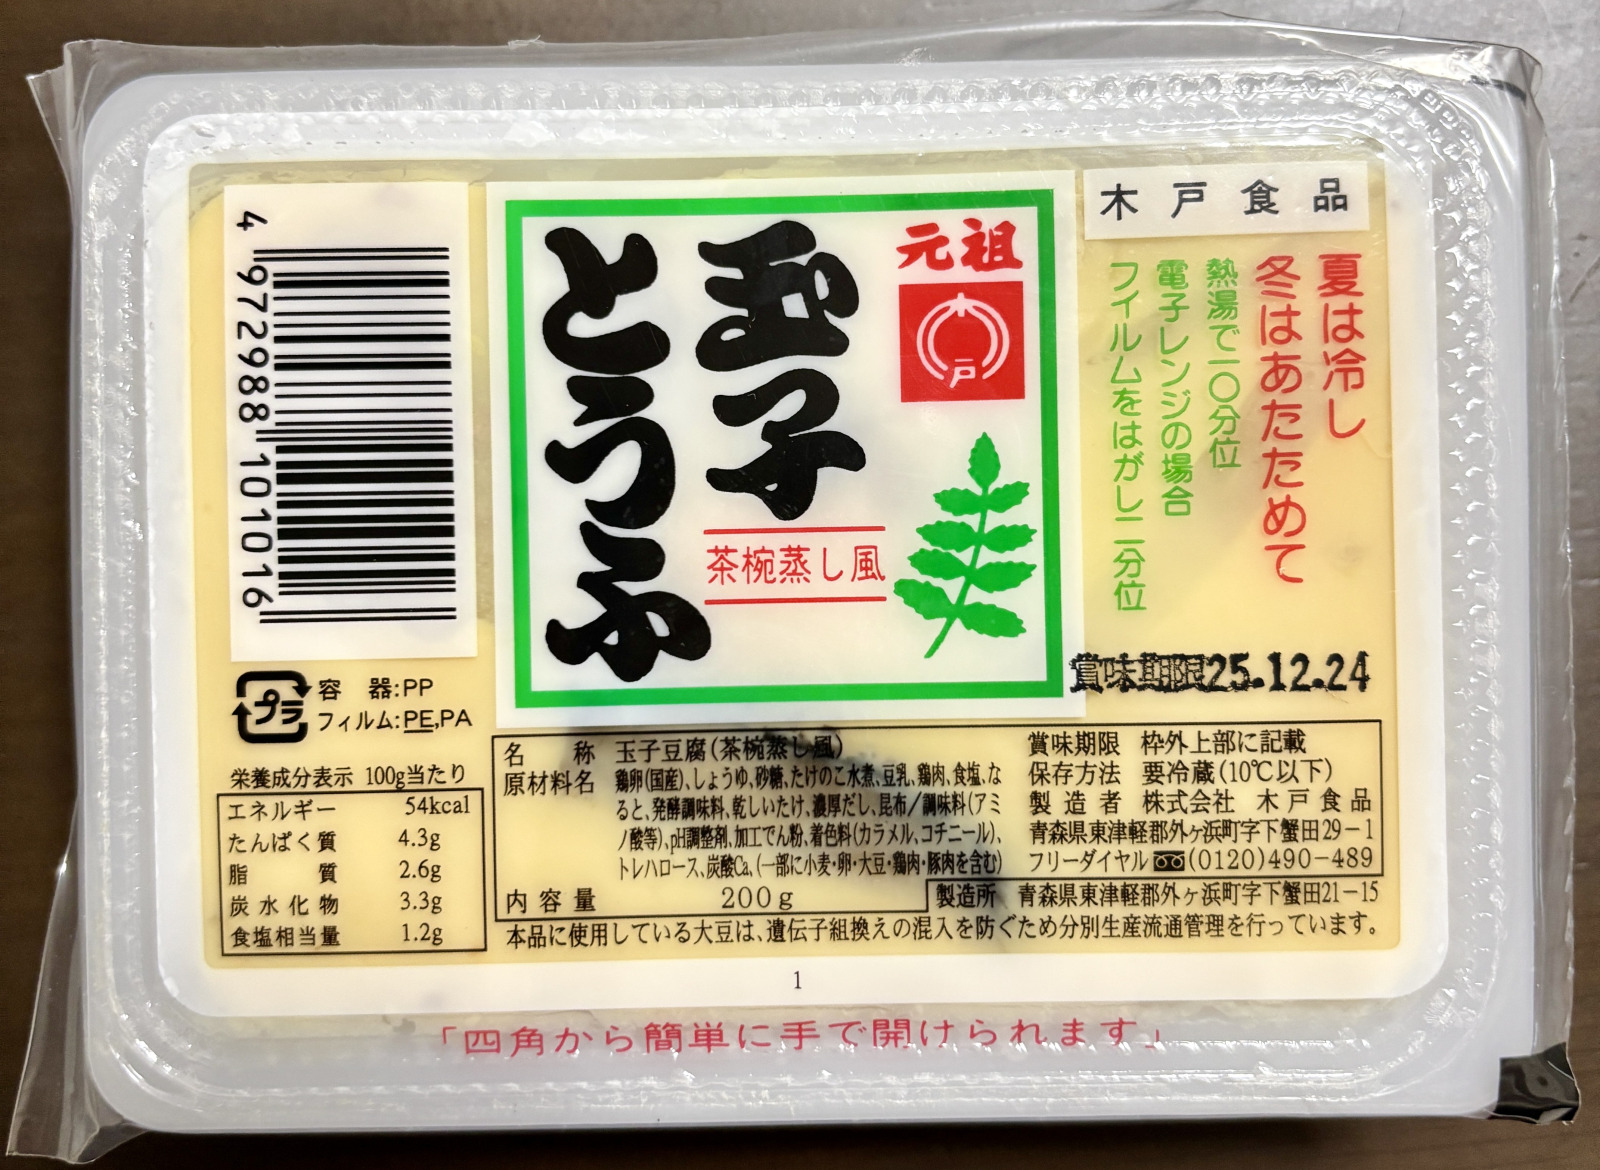 木戸食品
夏は冷し
冬はあたためて
熱湯で一〇分位
電子レンジの場合
フイルムをはがし二分位
元祖
木戸
玉子
とうふ
茶椀蒸し風
4 972988 101016
賞味期限25.12.24
プラ
容 器:PP
フィルム:PE,PA
栄養成分表示 100g当たり
エネルギー 54kcal
たんぱく質 4.3g
脂 質 2.6g
炭水化物 3.3g
食塩相当量 1.2g
名 称 玉子豆腐(茶椀蒸し風)
原材料名 鶏卵(国産)、しょうゆ、砂糖、たけのこ水煮、豆乳、鶏肉、食塩、な
ると、発酵調味料、乾しいたけ、濃厚だし、昆布/調味料(アミ
ノ酸等)、pH調整剤、加工でん粉、着色料(カラメル、コチニール)、
トレハロース、炭酸Ca、(一部に小麦・卵・大豆・鶏肉・豚肉を含む)
内容量 200g
賞味期限 枠外上部に記載
保存方法 要冷蔵(10℃以下)
製造者 株式会社 木戸食品
青森県東津軽郡外ヶ浜町字下蟹田29-1
フリーダイヤル(0120)490-489
製造所 青森県東津軽郡外ヶ浜町字下蟹田21-15
本品に使用している大豆は、遺伝子組換えの混入を防ぐため分別生産流通管理を行っています。
1
「四角から簡単に手で開けられます」